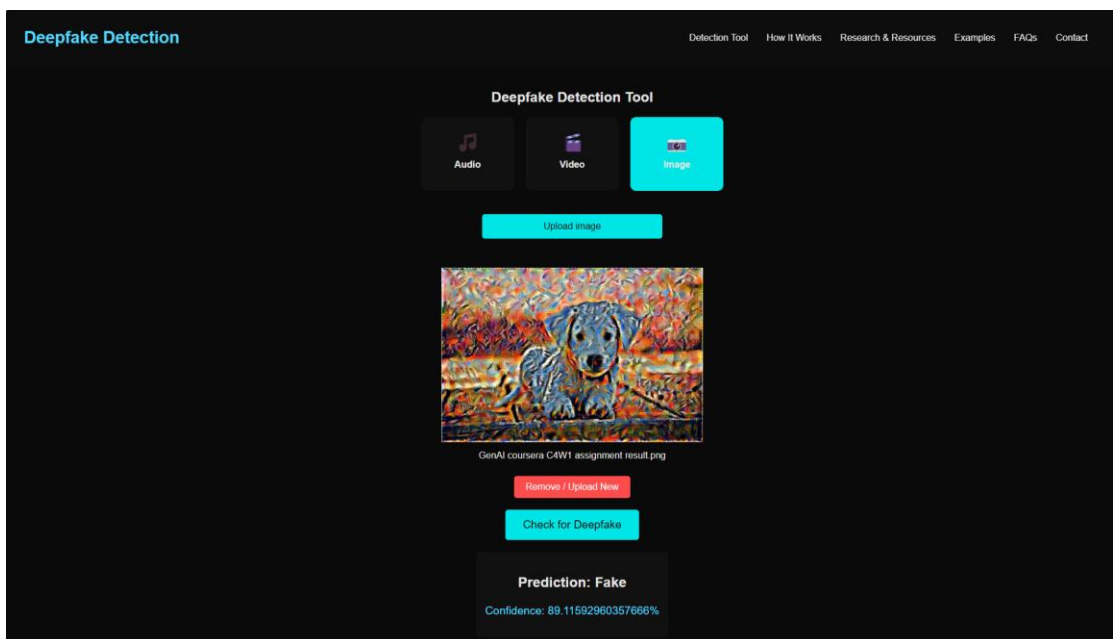 Deepfake Detection
Detection Tool How It Works Research & Resources Examples FAQs Contact
Deepfake Detection Tool
Audio Video Image
Upload image
GenAI coursera C4W1 assignment result.png
Remove / Upload New
Check for Deepfake
Prediction: Fake
Confidence: 89.11592960357666%